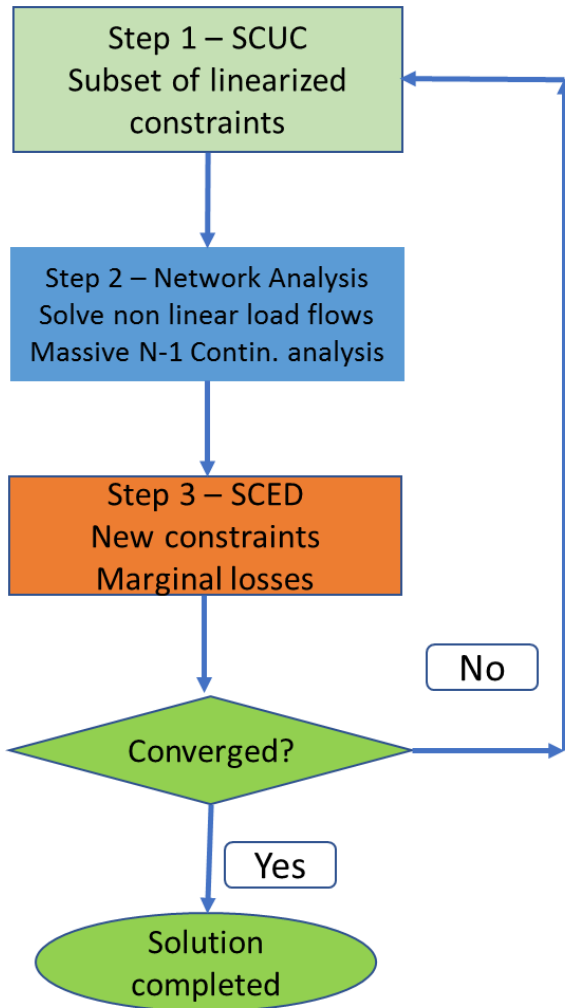 Step 1 – SCUC
Subset of linearized
constraints
Step 2 – Network Analysis
Solve non linear load flows
Massive N-1 Contin. analysis
Step 3 – SCED
New constraints
Marginal losses
No
Converged?
Yes
Solution
completed